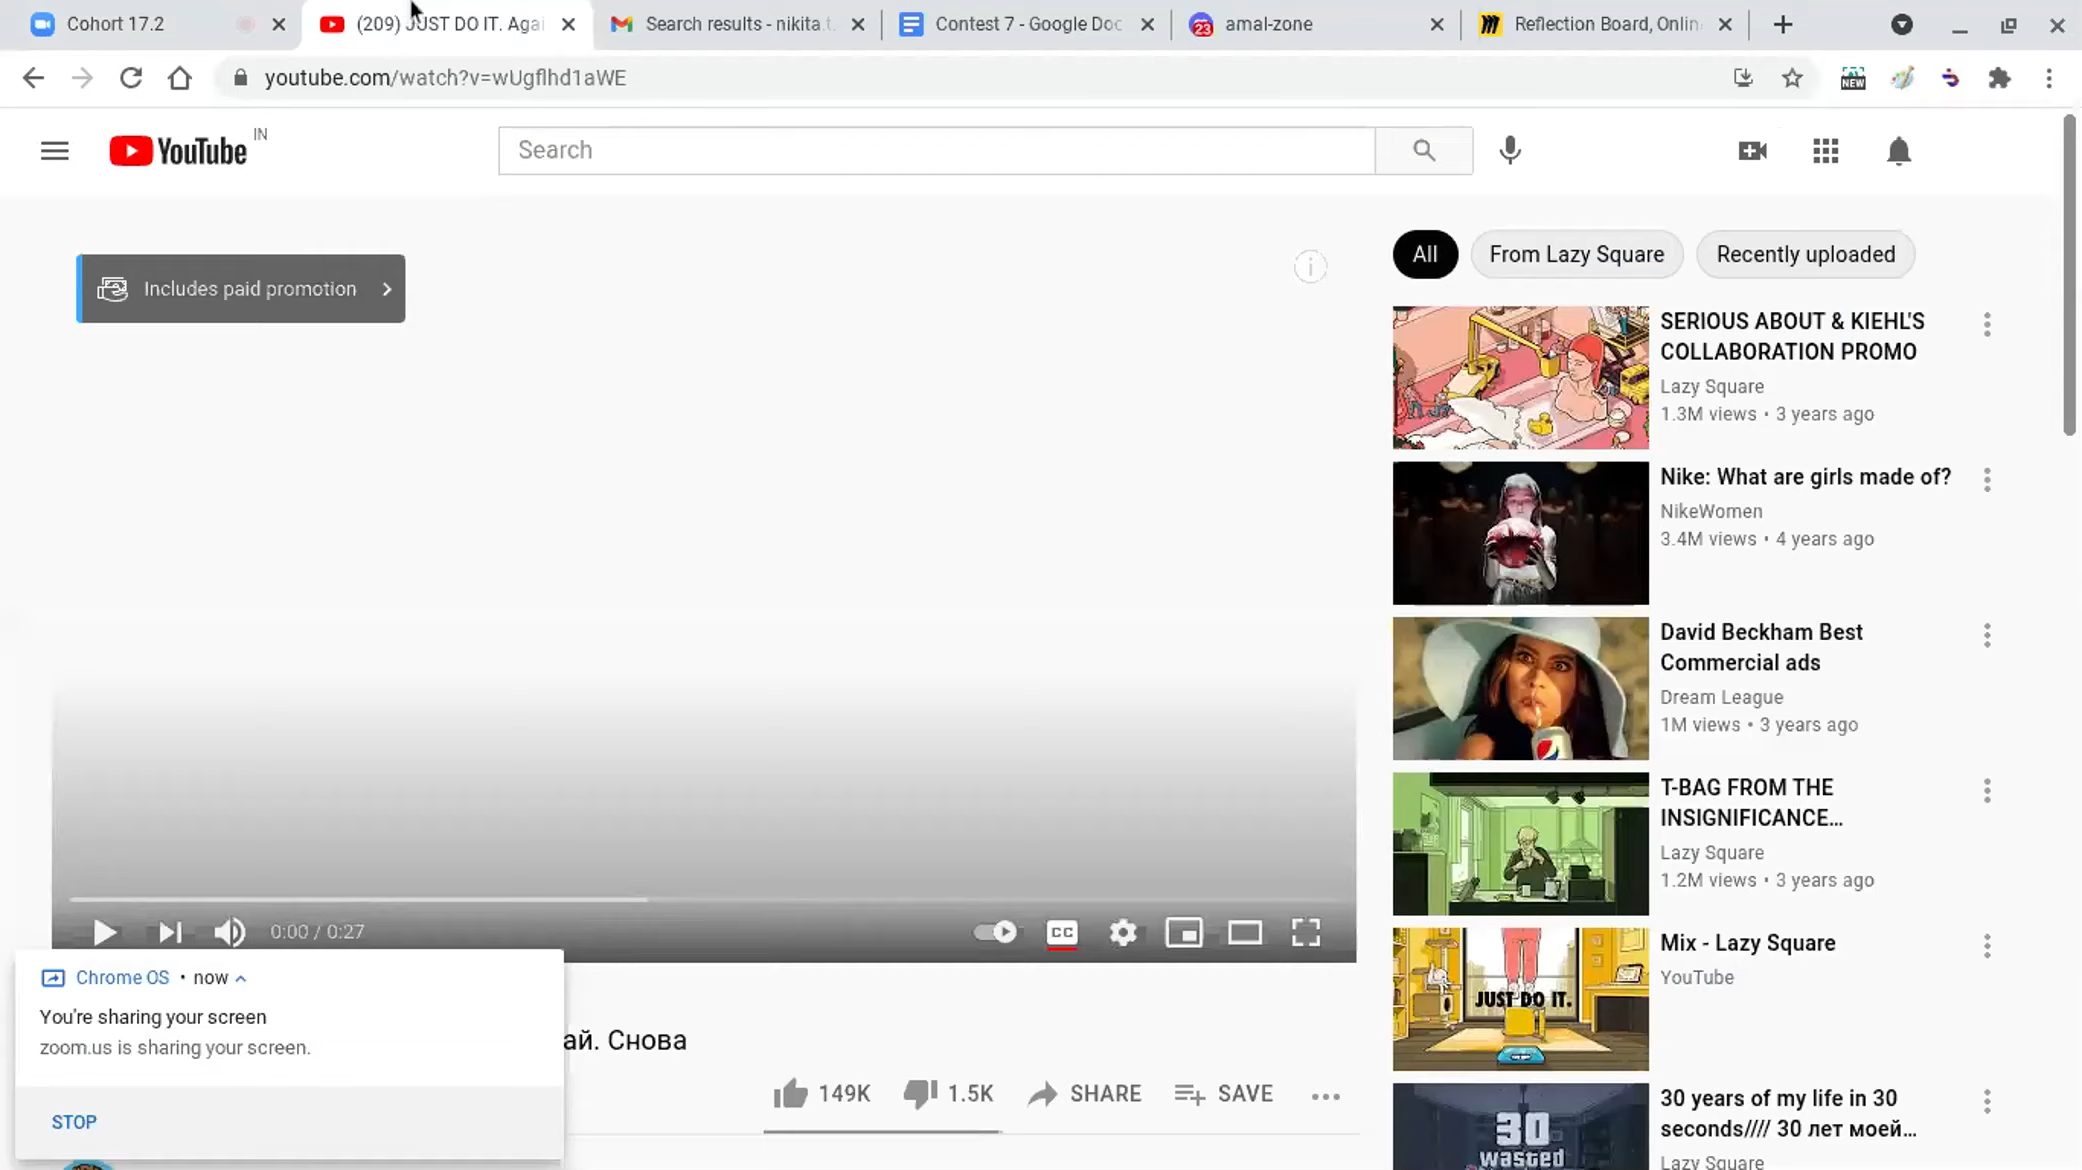 Cohort 17.2
(209) JUST DO IT. Agai
Search results - nikita.t.
Contest 7 - Google Doc
23
amal-zone
Reflection Board, Onlin
youtube.com/watch?v=wUgflhd1aWE
NEW
YouTube
IN
Search
Includes paid promotion
All
From Lazy Square
Recently uploaded
SERIOUS ABOUT & KIEHL'S
COLLABORATION PROMO
Lazy Square
1.3M views • 3 years ago
Nike: What are girls made of?
NikeWomen
3.4M views • 4 years ago
David Beckham Best
Commercial ads
Dream League
1M views • 3 years ago
T-BAG FROM THE
INSIGNIFICANCE...
Lazy Square
1.2M views • 3 years ago
JUST DO IT.
Mix - Lazy Square
YouTube
30
wasted
30 years of my life in 30
seconds//// 30 лет моей...
Lazy Square
0:00 / 0:27
CC
Chrome OS • now
You're sharing your screen
zoom.us is sharing your screen.
STOP
ай. Снова
149K
1.5K
SHARE
SAVE